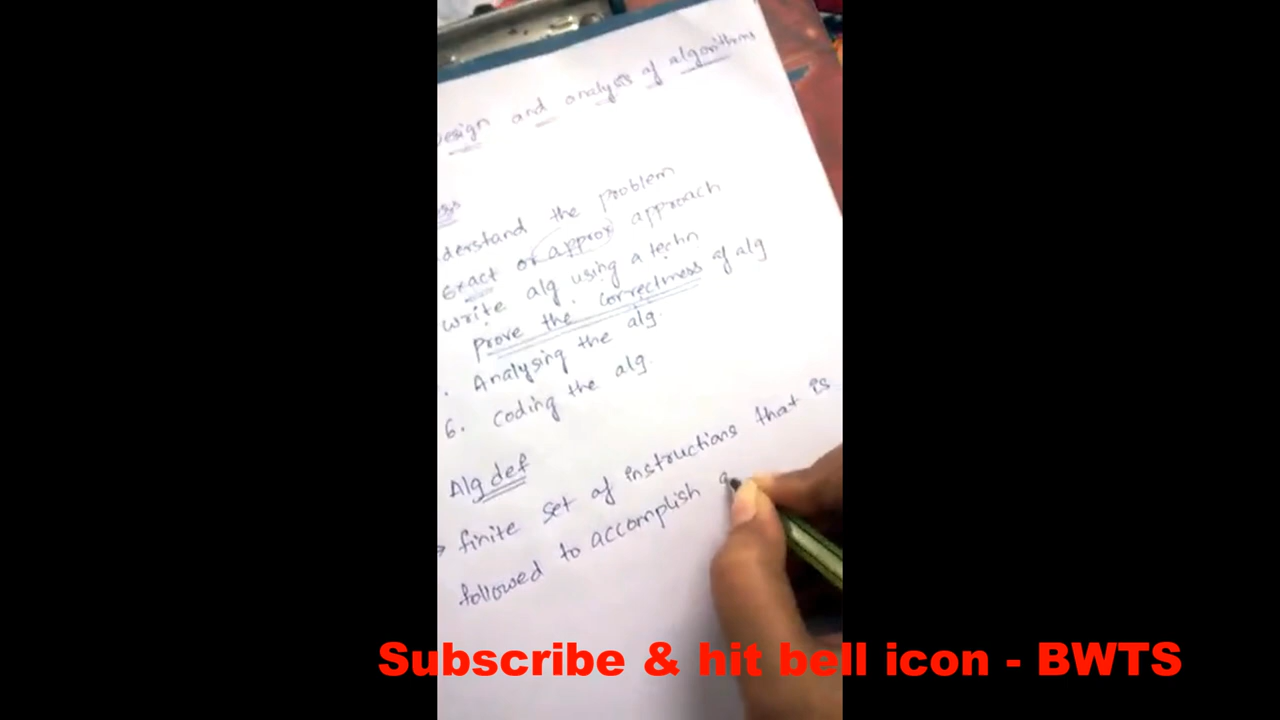 Design and analysis of algorithms
derstand the problem
exact or approx approach
write alg using a techn
prove the correctness of alg
. Analysing the alg.
6. coding the alg.
Alg def
→ finite set of instructions that is
followed to accomplish a
Subscribe & hit bell icon - BWTS